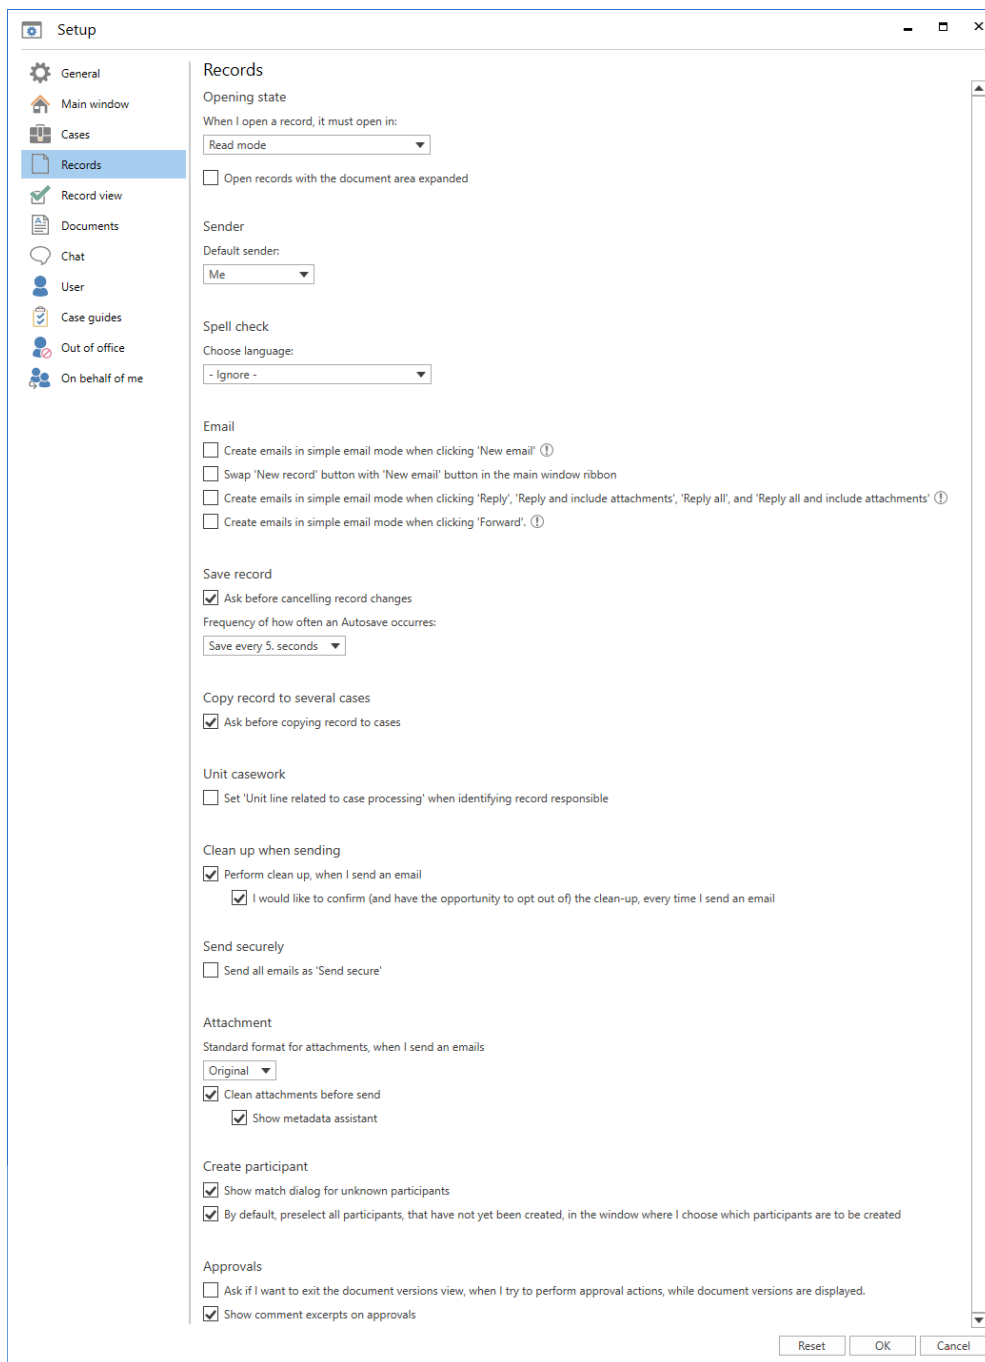 Setup
General
Main window
Cases
Records
Record view
Documents
Chat
User
Case guides
Out of office
On behalf of me
Records
Opening state
When I open a record, it must open in:
Read mode
Open records with the document area expanded
Sender
Default sender:
Me
Spell check
Choose language:
- Ignore -
Email
Create emails in simple email mode when clicking 'New email'
Swap 'New record' button with 'New email' button in the main window ribbon
Create emails in simple email mode when clicking 'Reply', 'Reply and include attachments', 'Reply all', and 'Reply all and include attachments'
Create emails in simple email mode when clicking 'Forward'.
Save record
Ask before cancelling record changes
Frequency of how often an Autosave occurres:
Save every 5. seconds
Copy record to several cases
Ask before copying record to cases
Unit casework
Set 'Unit line related to case processing' when identifying record responsible
Clean up when sending
Perform clean up, when I send an email
I would like to confirm (and have the opportunity to opt out of) the clean-up, every time I send an email
Send securely
Send all emails as 'Send secure'
Attachment
Standard format for attachments, when I send an emails
Original
Clean attachments before send
Show metadata assistant
Create participant
Show match dialog for unknown participants
By default, preselect all participants, that have not yet been created, in the window where I choose which participants are to be created
Approvals
Ask if I want to exit the document versions view, when I try to perform approval actions, while document versions are displayed.
Show comment excerpts on approvals
Reset
OK
Cancel